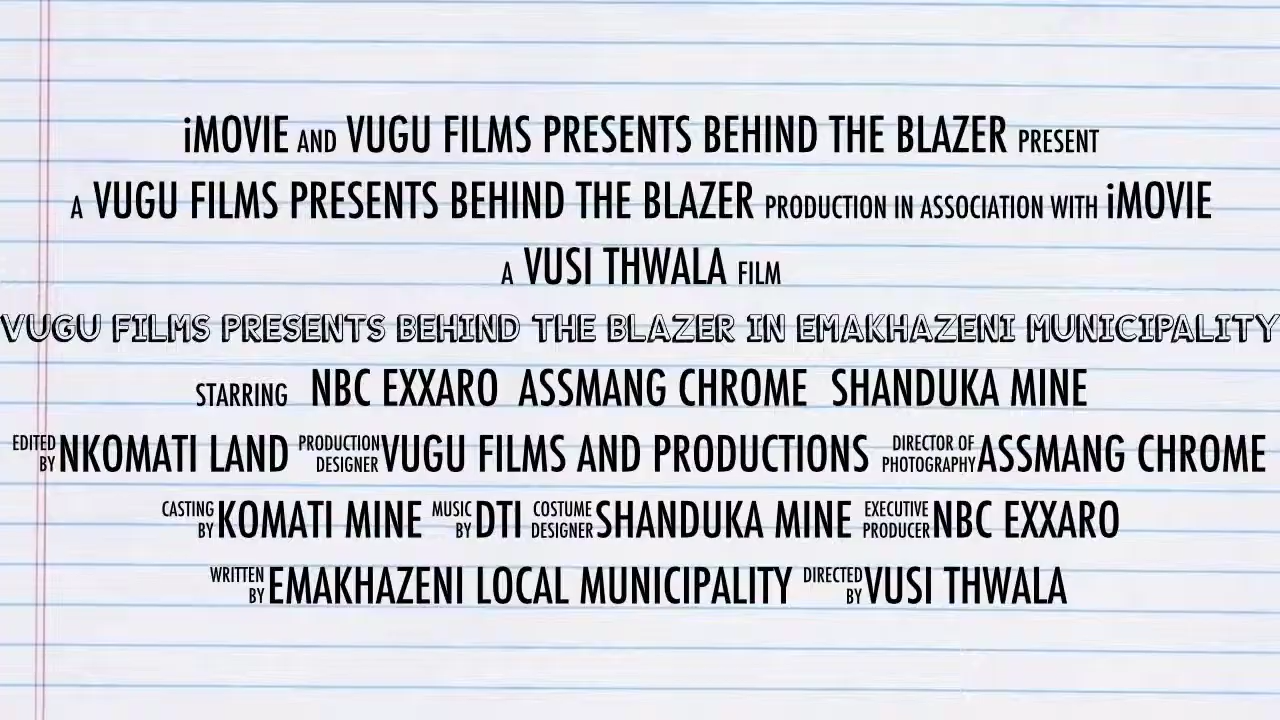 iMOVIE AND VUGU FILMS PRESENTS BEHIND THE BLAZER PRESENT
A VUGU FILMS PRESENTS BEHIND THE BLAZER PRODUCTION IN ASSOCIATION WITH iMOVIE
A VUSI THWALA FILM
VUGU FILMS PRESENTS BEHIND THE BLAZER IN EMAKHAZENI MUNICIPALITY
STARRING NBC EXXARO ASSMANG CHROME SHANDUKA MINE
EDITED BY NKOMATI LAND PRODUCTION DESIGNER VUGU FILMS AND PRODUCTIONS DIRECTOR OF PHOTOGRAPHY ASSMANG CHROME
CASTING BY KOMATI MINE MUSIC BY DTI COSTUME DESIGNER SHANDUKA MINE EXECUTIVE PRODUCER NBC EXXARO
WRITTEN BY EMAKHAZENI LOCAL MUNICIPALITY DIRECTED BY VUSI THWALA